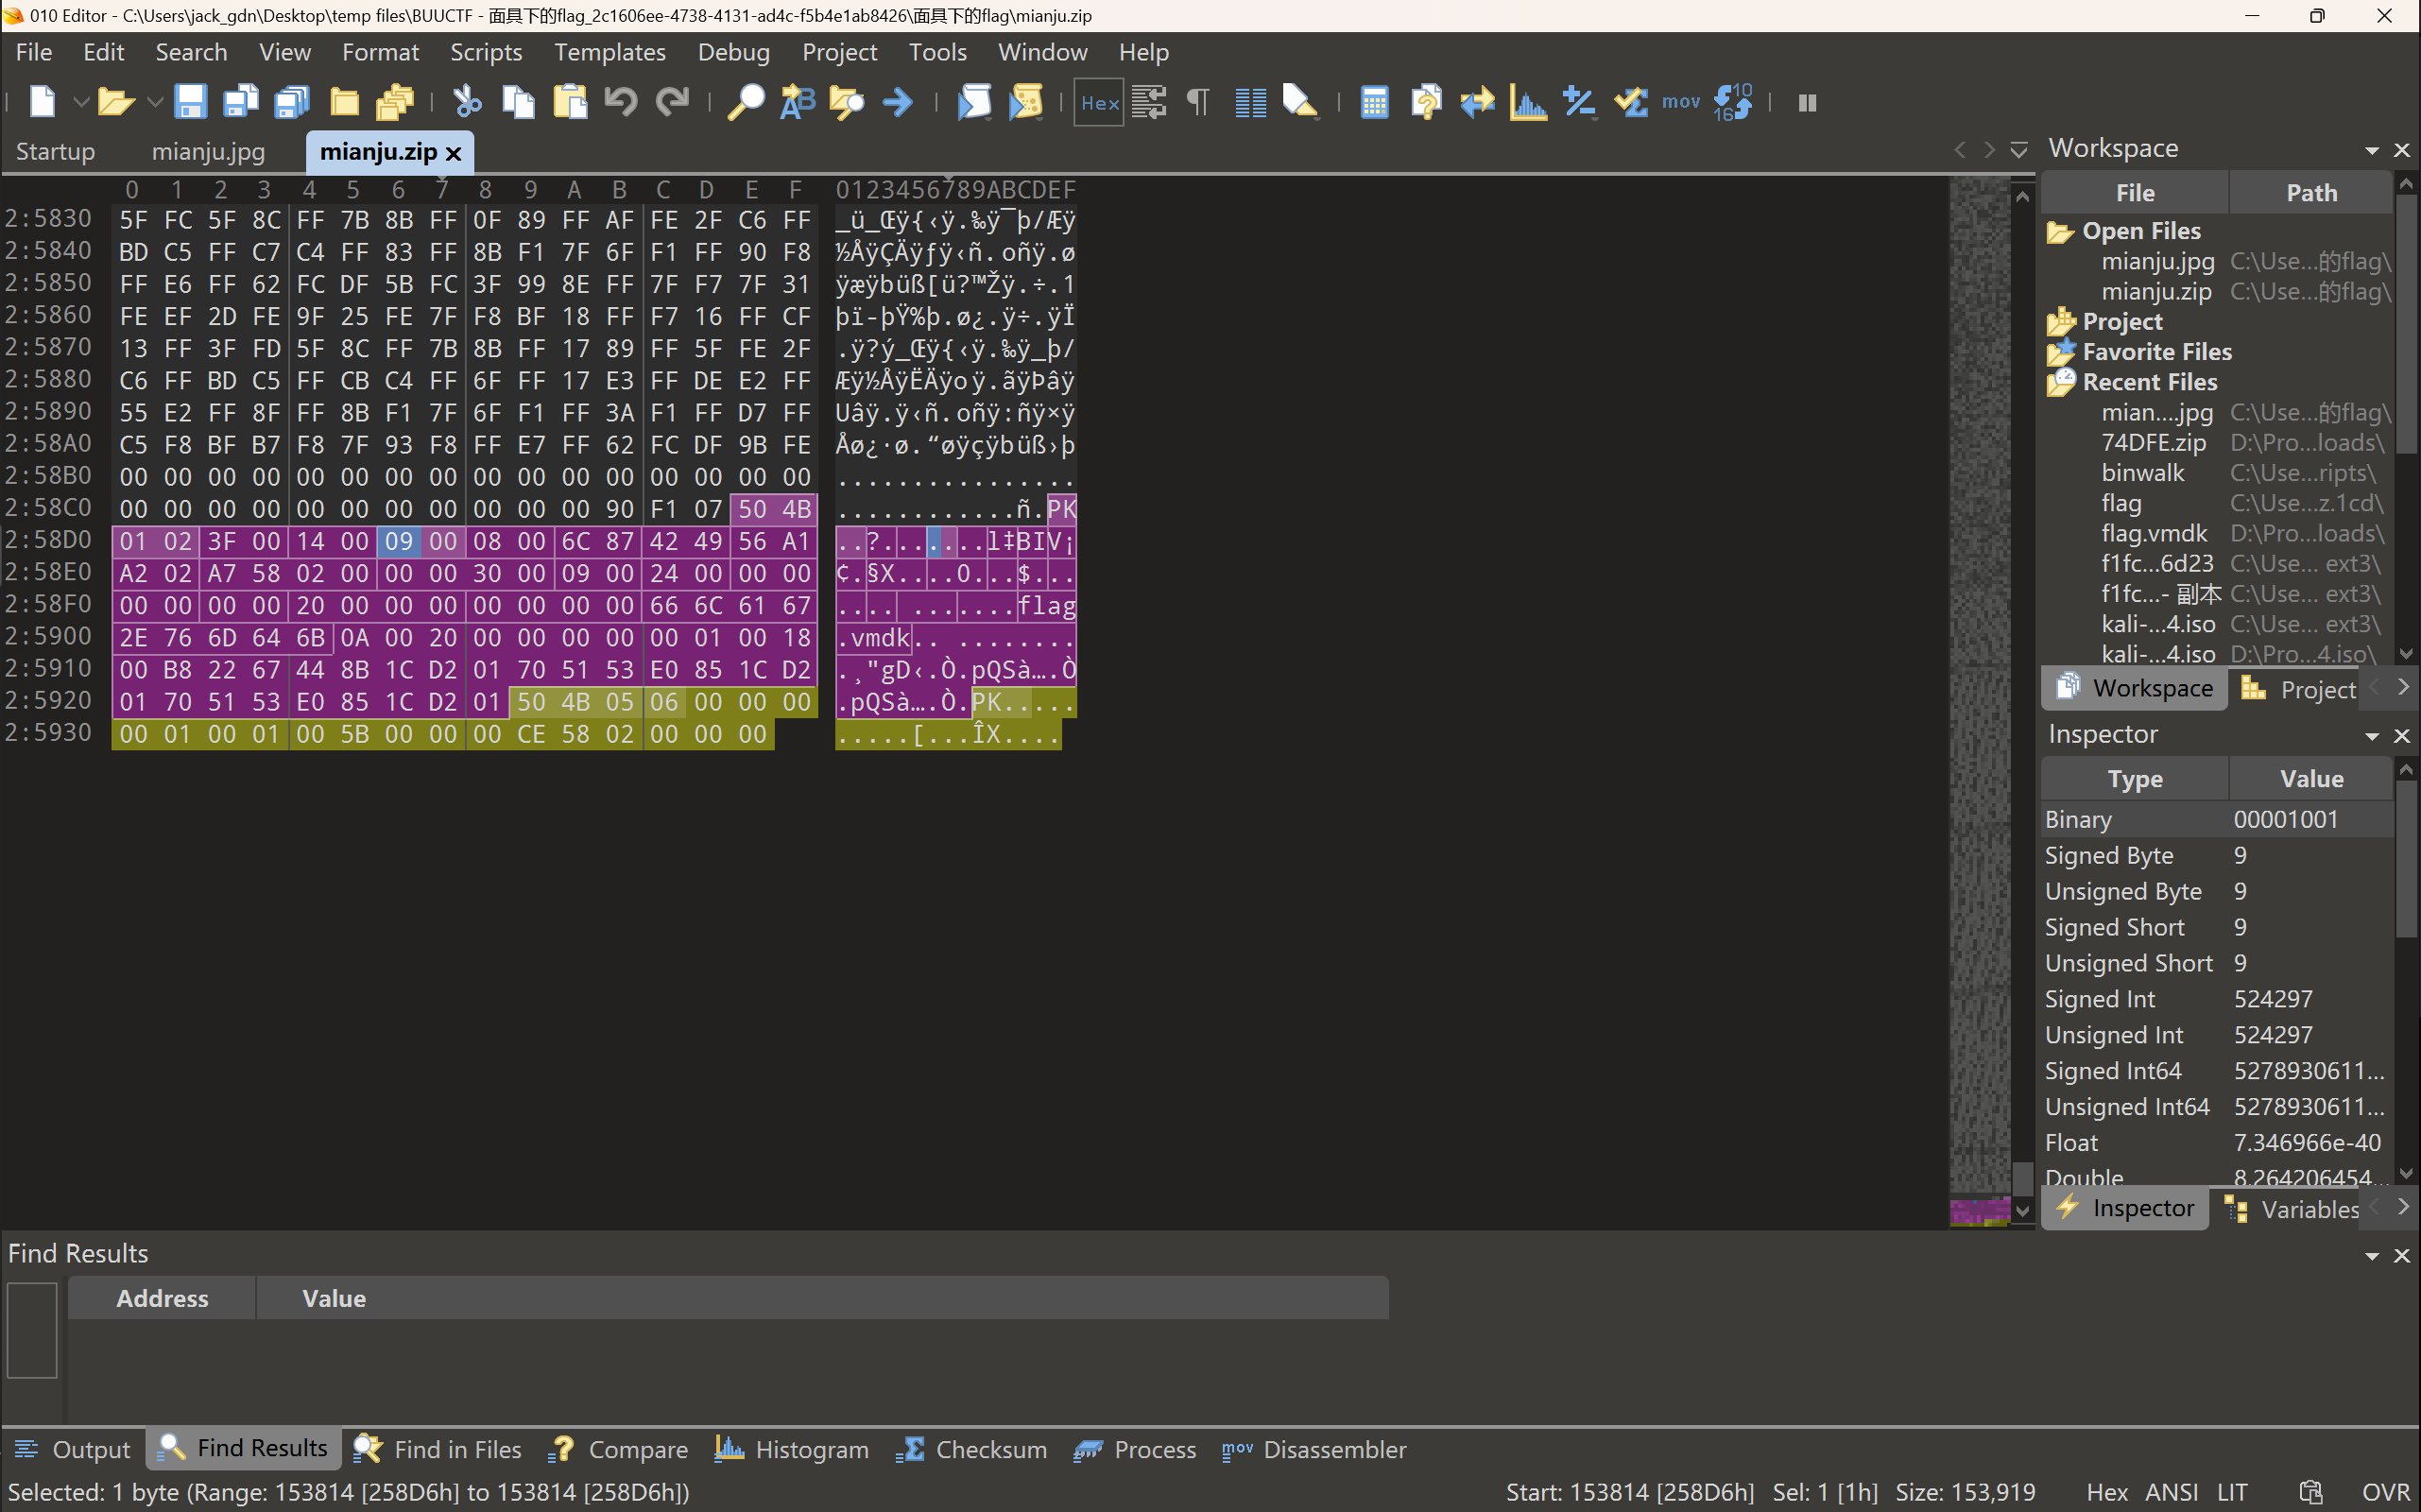 010 Editor - C:\Users\jack_gdn\Desktop\temp files\BUUCTF - 面具下的flag_2c1606ee-4738-4131-ad4c-f5b4e1ab8426\面具下的flag\mianju.zip
File Edit Search View Format Scripts Templates Debug Project Tools Window Help
Hex mov
Startup mianju.jpg mianju.zip
0 1 2 3 4 5 6 7 8 9 A B C D E F 0123456789ABCDEF
2:5830 5F FC 5F 8C FF 7B 8B FF 0F 89 FF AF FE 2F C6 FF _ü_Œÿ{‹ÿ.‰ÿ¯þ/Æÿ
2:5840 BD C5 FF C7 C4 FF 83 FF 8B F1 7F 6F F1 FF 90 F8 ½ÅÿÇÄÿƒÿ‹ñ.oñÿ.ø
2:5850 FF E6 FF 62 FC DF 5B FC 3F 99 8E FF 7F F7 7F 31 ÿæÿbüß[ü?™Žÿ.÷.1
2:5860 FE EF 2D FE 9F 25 FE 7F F8 BF 18 FF F7 16 FF CF þï-þŸ%þ.ø¿.ÿ÷.ÿÏ
2:5870 13 FF 3F FD 5F 8C FF 7B 8B FF 17 89 FF 5F FE 2F .ÿ?ý_Œÿ{‹ÿ.‰ÿ_þ/
2:5880 C6 FF BD C5 FF CB C4 FF 6F FF 17 E3 FF DE E2 FF Æÿ½ÅÿËÄÿoÿ.ãÿÞâÿ
2:5890 55 E2 FF 8F FF 8B F1 7F 6F F1 FF 3A F1 FF D7 FF Uâÿ.ÿ‹ñ.oñÿ:ñÿ×ÿ
2:58A0 C5 F8 BF B7 F8 7F 93 F8 FF E7 FF 62 FC DF 9B FE Åø¿·ø.“øÿçÿbüß›þ
2:58B0 00 00 00 00 00 00 00 00 00 00 00 00 00 00 00 00 ................
2:58C0 00 00 00 00 00 00 00 00 00 00 00 90 F1 07 50 4B ............ñ.PK
2:58D0 01 02 3F 00 14 00 09 00 08 00 6C 87 42 49 56 A1 ..?.......l‡BIV¡
2:58E0 A2 02 A7 58 02 00 00 00 30 00 09 00 24 00 00 00 ¢.§X....0...$...
2:58F0 00 00 00 00 20 00 00 00 00 00 00 00 66 6C 61 67 .... .......flag
2:5900 2E 76 6D 64 6B 0A 00 20 00 00 00 00 00 01 00 18 .vmdk.. ........
2:5910 00 B8 22 67 44 8B 1C D2 01 70 51 53 E0 85 1C D2 .¸"gD‹.Ò.pQSà….Ò
2:5920 01 70 51 53 E0 85 1C D2 01 50 4B 05 06 00 00 00 .pQSà….Ò.PK.....
2:5930 00 01 00 01 00 5B 00 00 00 CE 58 02 00 00 00 .....[...ÎX....
Workspace
File Path
Open Files
mianju.jpg C:\Use...的flag\
mianju.zip C:\Use...的flag\
Project
Favorite Files
Recent Files
mian....jpg C:\Use...的flag\
74DFE.zip D:\Pro...loads\
binwalk C:\Use...ripts\
flag C:\Use...z.1cd\
flag.vmdk D:\Pro...loads\
f1fc...6d23 C:\Use... ext3\
f1fc...- 副本 C:\Use... ext3\
kali-...4.iso C:\Use... ext3\
kali-...4.iso D:\Pro...4.iso\
Workspace Project
Inspector
Type Value
Binary 00001001
Signed Byte 9
Unsigned Byte 9
Signed Short 9
Unsigned Short 9
Signed Int 524297
Unsigned Int 524297
Signed Int64 5278930611...
Unsigned Int64 5278930611...
Float 7.346966e-40
Double 8.264206454...
Inspector Variables
Find Results
Address Value
Output Find Results Find in Files Compare Histogram Checksum Process mov Disassembler
Selected: 1 byte (Range: 153814 [258D6h] to 153814 [258D6h]) Start: 153814 [258D6h] Sel: 1 [1h] Size: 153,919 Hex ANSI LIT OVR